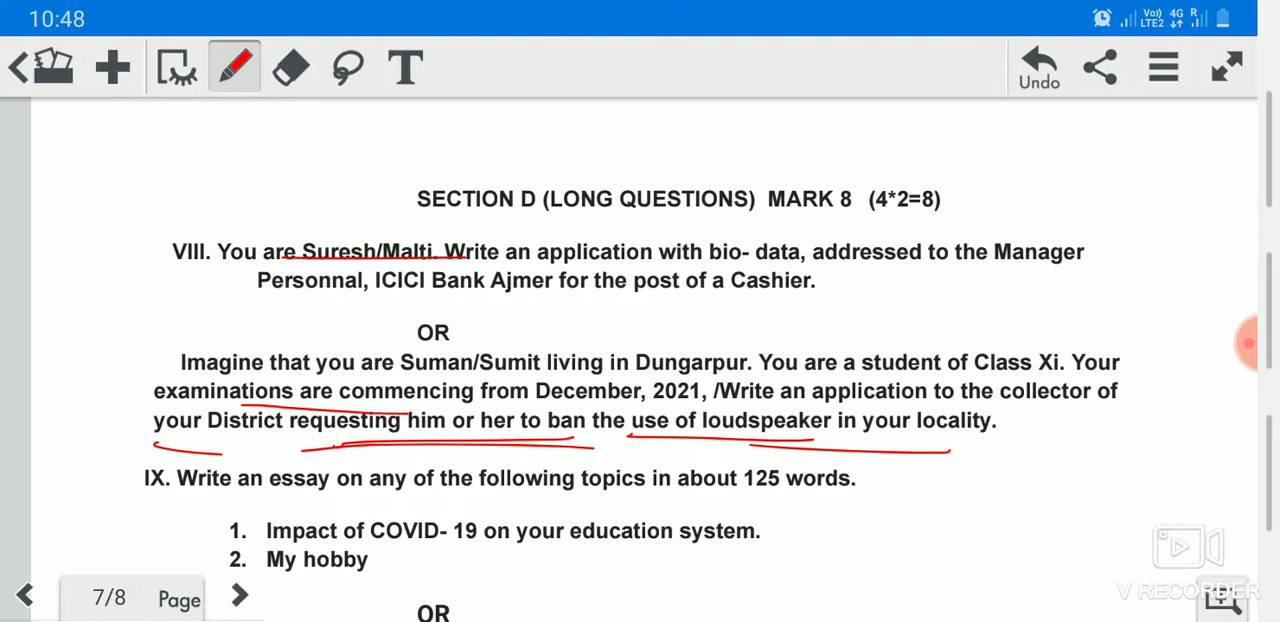 10:48
Vo)) 4G R
LTE2
Undo
SECTION D (LONG QUESTIONS) MARK 8 (4*2=8)
VIII. You are Suresh/Malti. Write an application with bio- data, addressed to the Manager
Personnal, ICICI Bank Ajmer for the post of a Cashier.
OR
Imagine that you are Suman/Sumit living in Dungarpur. You are a student of Class Xi. Your
examinations are commencing from December, 2021, /Write an application to the collector of
your District requesting him or her to ban the use of loudspeaker in your locality.
IX. Write an essay on any of the following topics in about 125 words.
1. Impact of COVID- 19 on your education system.
2. My hobby
7/8 Page
V RECORDER
OR